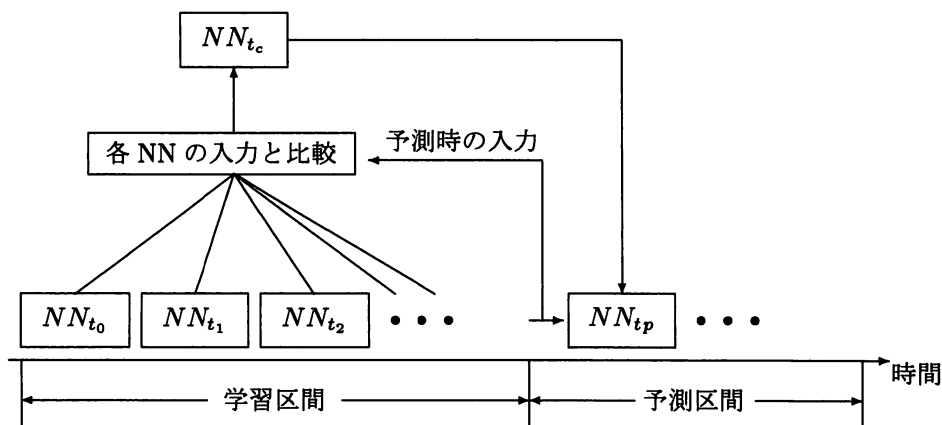 NN_{t_c}
各 NN の入力と比較
予測時の入力
NN_{t_0} NN_{t_1} NN_{t_2} • • • NN_{tp} • • •
時間
学習区間 予測区間